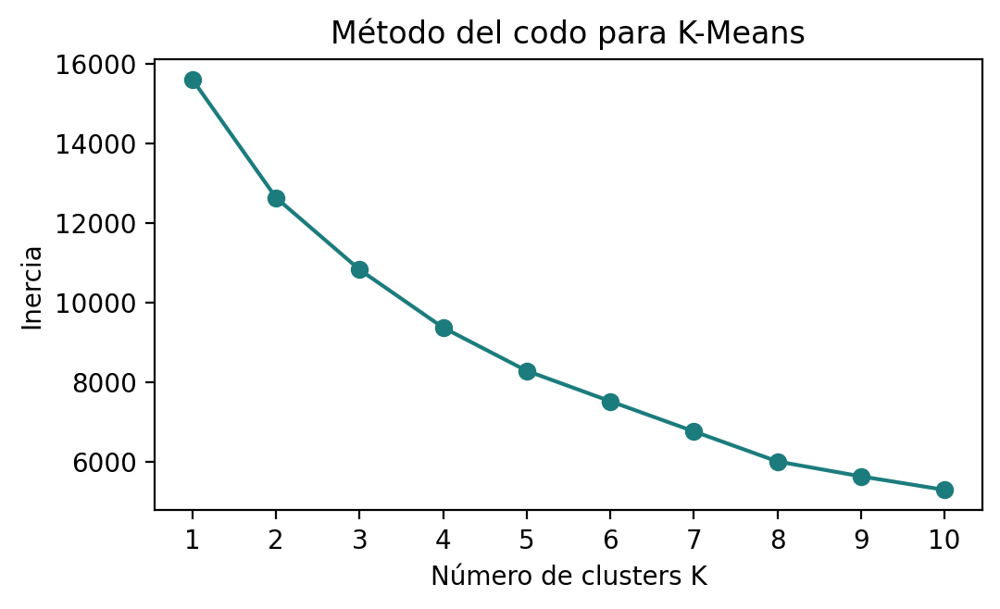 Método del codo para K-Means
16000
14000
12000
10000
8000
6000
Inercia
1 2 3 4 5 6 7 8 9 10
Número de clusters K